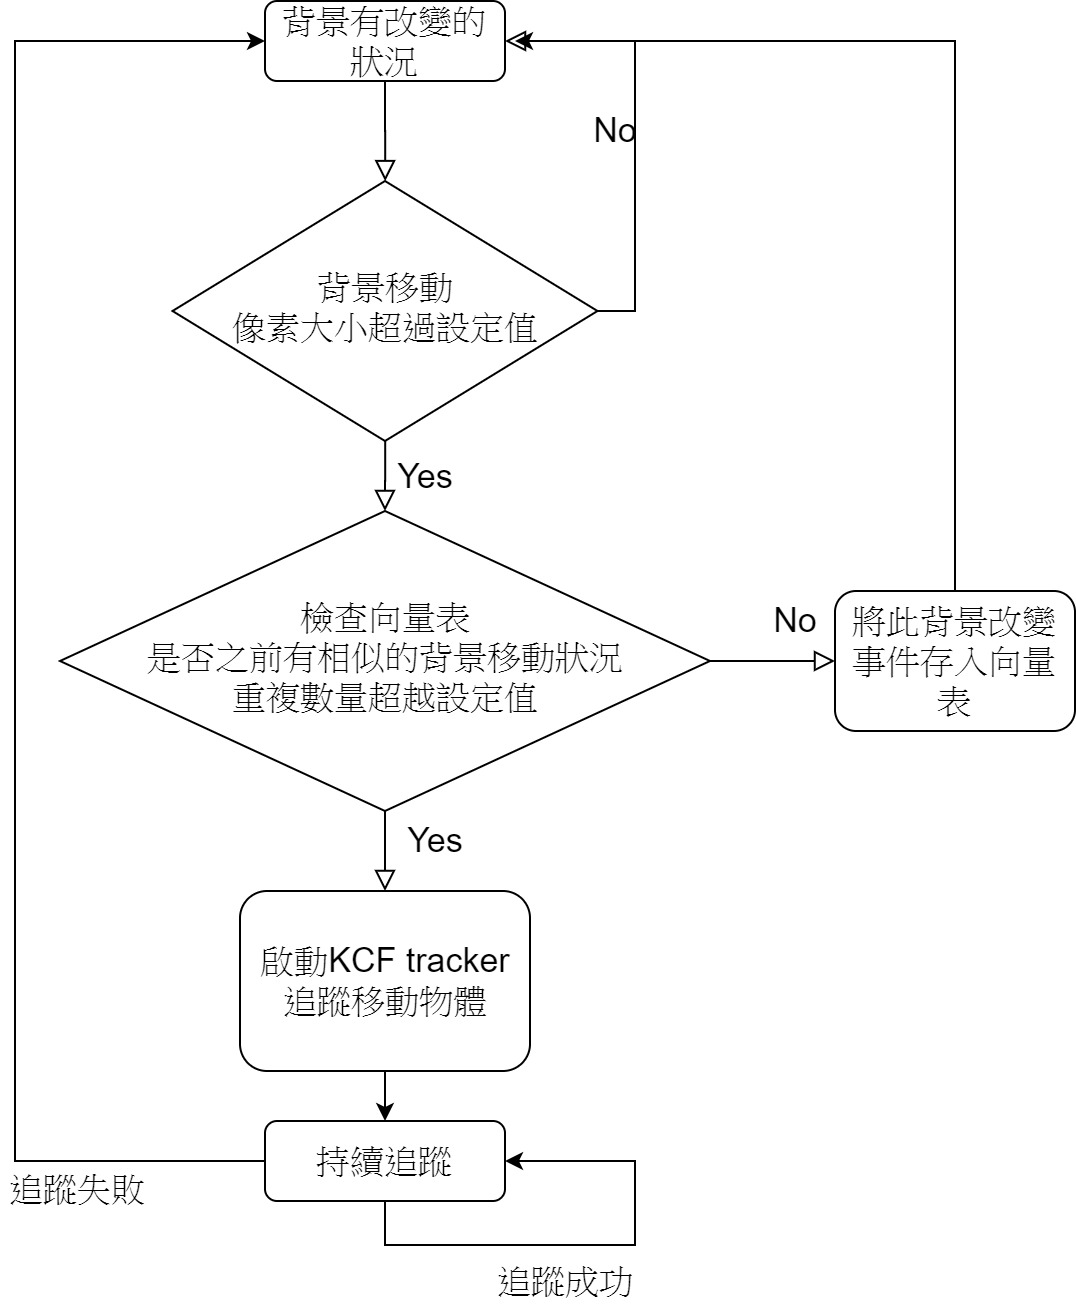 背景有改變的
狀況
No
背景移動
像素大小超過設定值
Yes
檢查向量表
是否之前有相似的背景移動狀況
重複數量超越設定值
No
將此背景改變
事件存入向量
表
Yes
啟動KCF tracker
追蹤移動物體
持續追蹤
追蹤失敗
追蹤成功